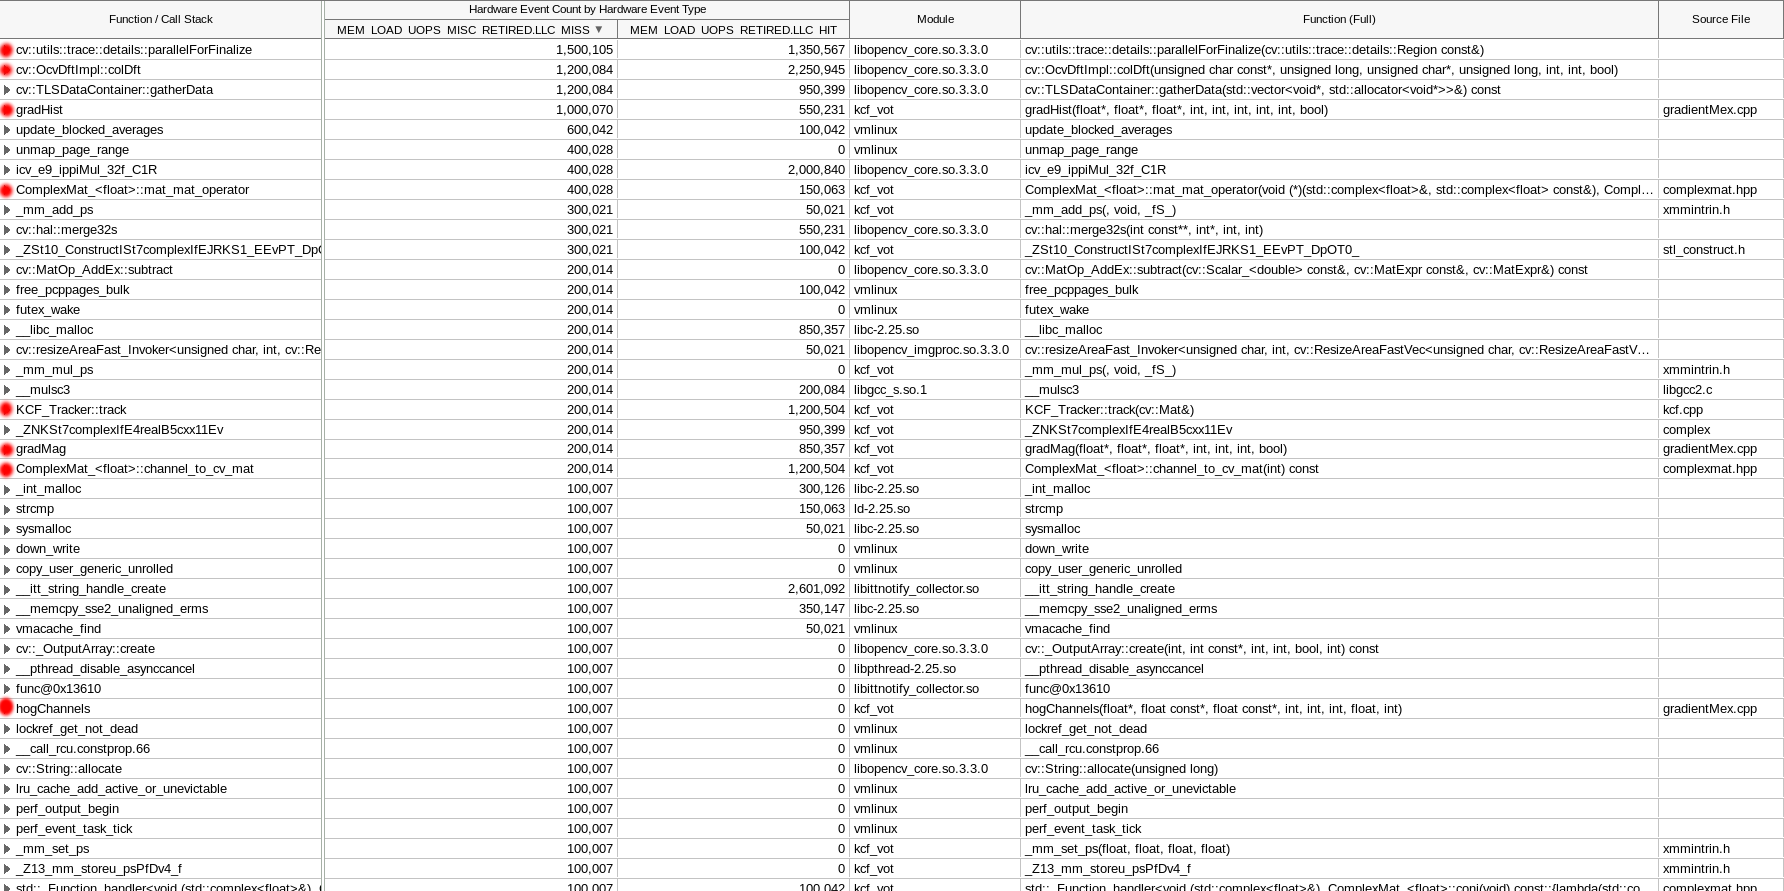 Function / Call Stack	Hardware Event Count by Hardware Event Type	Module	Function (Full)	Source File
MEM_LOAD_UOPS_MISC_RETIRED.LLC_MISS ▼	MEM_LOAD_UOPS_RETIRED.LLC_HIT
cv::utils::trace::details::parallelForFinalize	1,500,105	1,350,567	libopencv_core.so.3.3.0	cv::utils::trace::details::parallelForFinalize(cv::utils::trace::details::Region const&)
cv::OcvDftImpl::colDft	1,200,084	2,250,945	libopencv_core.so.3.3.0	cv::OcvDftImpl::colDft(unsigned char const*, unsigned long, unsigned char*, unsigned long, int, int, bool)
cv::TLSDataContainer::gatherData	1,200,084	950,399	libopencv_core.so.3.3.0	cv::TLSDataContainer::gatherData(std::vector<void*, std::allocator<void*>>&) const
gradHist	1,000,070	550,231	kcf_vot	gradHist(float*, float*, float*, int, int, int, int, int, bool)	gradientMex.cpp
update_blocked_averages	600,042	100,042	vmlinux	update_blocked_averages
unmap_page_range	400,028	0	vmlinux	unmap_page_range
icv_e9_ippiMul_32f_C1R	400,028	2,000,840	libopencv_core.so.3.3.0	icv_e9_ippiMul_32f_C1R
ComplexMat_<float>::mat_mat_operator	400,028	150,063	kcf_vot	ComplexMat_<float>::mat_mat_operator(void (*)(std::complex<float>&, std::complex<float> const&), Compl…	complexmat.hpp
_mm_add_ps	300,021	50,021	kcf_vot	_mm_add_ps(, void, _fS_)	xmmintrin.h
cv::hal::merge32s	300,021	550,231	libopencv_core.so.3.3.0	cv::hal::merge32s(int const**, int*, int, int)
_ZSt10_ConstructISt7complexIfEJRKS1_EEvPT_Dp	300,021	100,042	kcf_vot	_ZSt10_ConstructISt7complexIfEJRKS1_EEvPT_DpOT0_	stl_construct.h
cv::MatOp_AddEx::subtract	200,014	0	libopencv_core.so.3.3.0	cv::MatOp_AddEx::subtract(cv::Scalar_<double> const&, cv::MatExpr const&, cv::MatExpr&) const
free_pcppages_bulk	200,014	100,042	vmlinux	free_pcppages_bulk
futex_wake	200,014	0	vmlinux	futex_wake
__libc_malloc	200,014	850,357	libc-2.25.so	__libc_malloc
cv::resizeAreaFast_Invoker<unsigned char, int, cv::Re	200,014	50,021	libopencv_imgproc.so.3.3.0	cv::resizeAreaFast_Invoker<unsigned char, int, cv::ResizeAreaFastVec<unsigned char, cv::ResizeAreaFastV…
_mm_mul_ps	200,014	0	kcf_vot	_mm_mul_ps(, void, _fS_)	xmmintrin.h
__mulsc3	200,014	200,084	libgcc_s.so.1	__mulsc3	libgcc2.c
KCF_Tracker::track	200,014	1,200,504	kcf_vot	KCF_Tracker::track(cv::Mat&)	kcf.cpp
_ZNKSt7complexIfE4realB5cxx11Ev	200,014	950,399	kcf_vot	_ZNKSt7complexIfE4realB5cxx11Ev	complex
gradMag	200,014	850,357	kcf_vot	gradMag(float*, float*, float*, int, int, int, bool)	gradientMex.cpp
ComplexMat_<float>::channel_to_cv_mat	200,014	1,200,504	kcf_vot	ComplexMat_<float>::channel_to_cv_mat(int) const	complexmat.hpp
_int_malloc	100,007	300,126	libc-2.25.so	_int_malloc
strcmp	100,007	150,063	ld-2.25.so	strcmp
sysmalloc	100,007	50,021	libc-2.25.so	sysmalloc
down_write	100,007	0	vmlinux	down_write
copy_user_generic_unrolled	100,007	0	vmlinux	copy_user_generic_unrolled
__itt_string_handle_create	100,007	2,601,092	libittnotify_collector.so	__itt_string_handle_create
__memcpy_sse2_unaligned_erms	100,007	350,147	libc-2.25.so	__memcpy_sse2_unaligned_erms
vmacache_find	100,007	50,021	vmlinux	vmacache_find
cv::_OutputArray::create	100,007	0	libopencv_core.so.3.3.0	cv::_OutputArray::create(int, int const*, int, int, bool, int) const
__pthread_disable_asynccancel	100,007	0	libpthread-2.25.so	__pthread_disable_asynccancel
func@0x13610	100,007	0	libittnotify_collector.so	func@0x13610
hogChannels	100,007	0	kcf_vot	hogChannels(float*, float const*, float const*, int, int, int, float, int)	gradientMex.cpp
lockref_get_not_dead	100,007	0	vmlinux	lockref_get_not_dead
__call_rcu.constprop.66	100,007	0	vmlinux	__call_rcu.constprop.66
cv::String::allocate	100,007	0	libopencv_core.so.3.3.0	cv::String::allocate(unsigned long)
lru_cache_add_active_or_unevictable	100,007	0	vmlinux	lru_cache_add_active_or_unevictable
perf_output_begin	100,007	0	vmlinux	perf_output_begin
perf_event_task_tick	100,007	0	vmlinux	perf_event_task_tick
_mm_set_ps	100,007	0	kcf_vot	_mm_set_ps(float, float, float, float)	xmmintrin.h
_Z13_mm_storeu_psPfDv4_f	100,007	0	kcf_vot	_Z13_mm_storeu_psPfDv4_f	xmmintrin.h
std::_Function_handler<void (std::complex<float>&),	100,007	100,042	kcf_vot	std::_Function_handler<void (std::complex<float>&), ComplexMat_<float>::conj(void) const::{lambda(std::co	complexmat.hpp